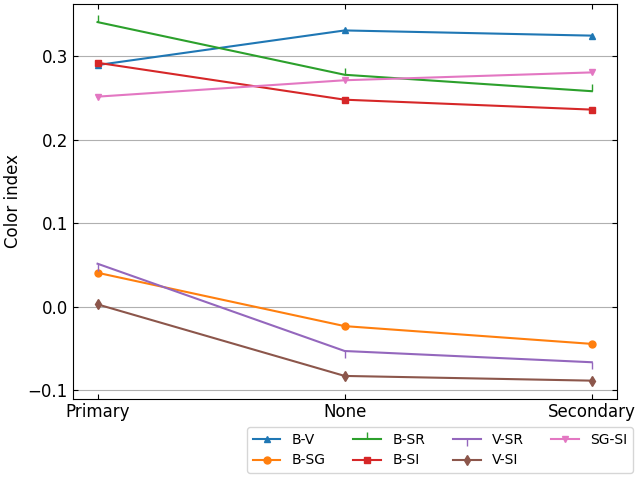 Color index
0.3
0.2
0.1
0.0
−0.1
Primary None Secondary
B-V B-SR V-SR SG-SI
B-SG B-SI V-SI